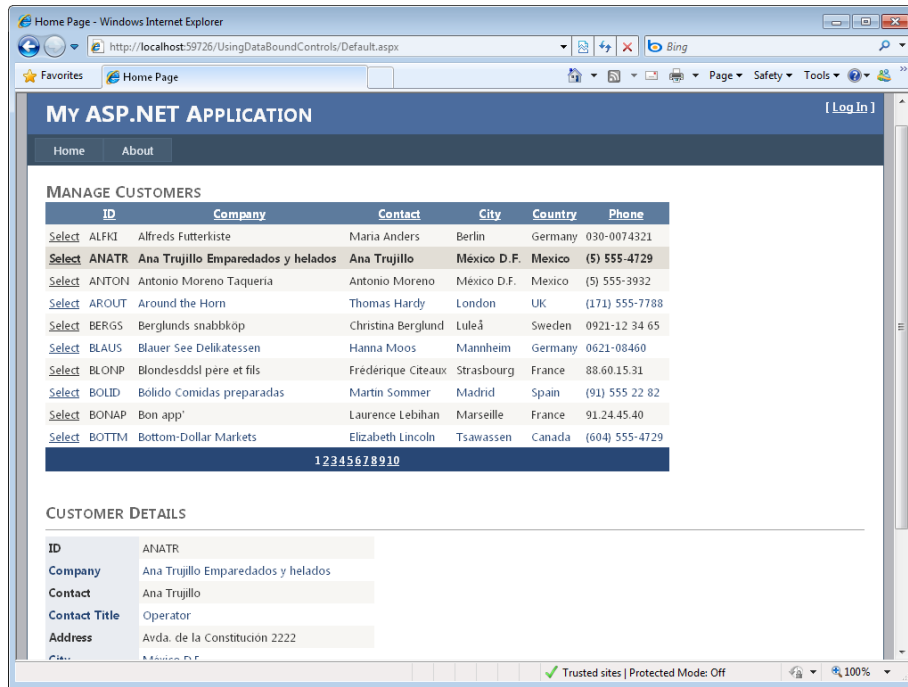 Home Page - Windows Internet Explorer
http://localhost:59726/UsingDataBoundControls/Default.aspx
Bing
Favorites Home Page Page Safety Tools
MY ASP.NET APPLICATION [ Log In ]
Home About
MANAGE CUSTOMERS
ID Company Contact City Country Phone
Select ALFKI Alfreds Futterkiste Maria Anders Berlin Germany 030-0074321
Select ANATR Ana Trujillo Emparedados y helados Ana Trujillo México D.F. Mexico (5) 555-4729
Select ANTON Antonio Moreno Taquería Antonio Moreno México D.F. Mexico (5) 555-3932
Select AROUT Around the Horn Thomas Hardy London UK (171) 555-7788
Select BERGS Berglunds snabbköp Christina Berglund Luleå Sweden 0921-12 34 65
Select BLAUS Blauer See Delikatessen Hanna Moos Mannheim Germany 0621-08460
Select BLONP Blondesddsl père et fils Frédérique Citeaux Strasbourg France 88.60.15.31
Select BOLID Bólido Comidas preparadas Martín Sommer Madrid Spain (91) 555 22 82
Select BONAP Bon app' Laurence Lebihan Marseille France 91.24.45.40
Select BOTTM Bottom-Dollar Markets Elizabeth Lincoln Tsawassen Canada (604) 555-4729
12345678910
CUSTOMER DETAILS
ID ANATR
Company Ana Trujillo Emparedados y helados
Contact Ana Trujillo
Contact Title Operator
Address Avda. de la Constitución 2222
City México D.F.
Trusted sites | Protected Mode: Off 100%